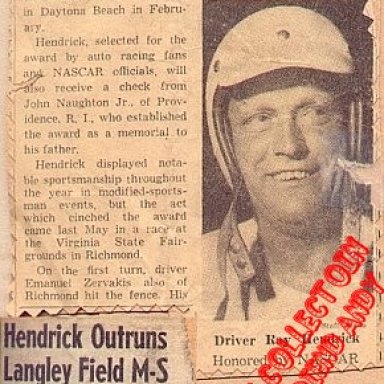 in Daytona Beach in Febru-
ary.
Hendrick, selected for the
award by auto racing fans
and NASCAR officials, will
also receive a check from
John Naughton Jr., of Pro-
vidence, R. I., who established
the award as a memorial to
his father.
Hendrick displayed nota-
ble sportsmanship throughout
the year in modified-sports-
man events, but the act
which cinched the award
came last May in a race at
the Virginia State Fair-
grounds in Richmond.
On the first turn, driver
Emanuel Zervakis also of
Richmond hit the fence. His
Driver Ray Hendrick
Honored by NASCAR
Hendrick Outruns
Langley Field M-S
COLLECTION
ANDY